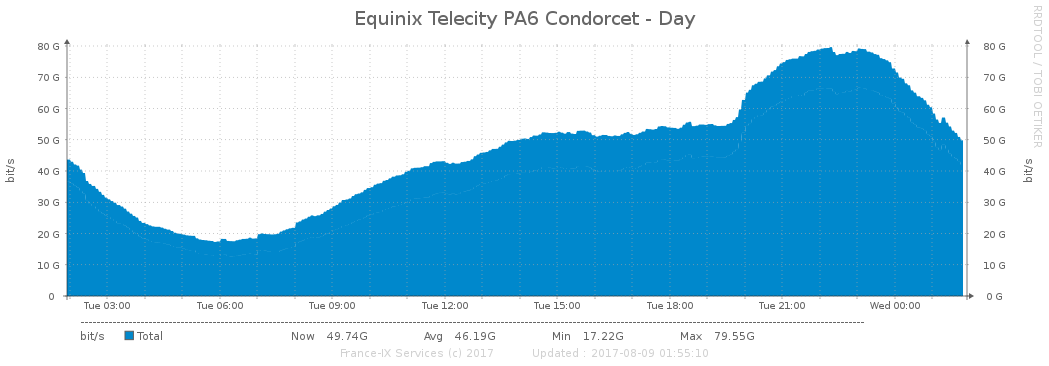 Equinix Telecity PA6 Condorcet - Day
RRDTOOL / TOBI OETIKER
80 G 80 G
70 G 70 G
60 G 60 G
50 G 50 G
40 G 40 G
30 G 30 G
20 G 20 G
10 G 10 G
0 0 G
bit/s bit/s
Tue 03:00 Tue 06:00 Tue 09:00 Tue 12:00 Tue 15:00 Tue 18:00 Tue 21:00 Wed 00:00
bit/s Total Now 49.74G Avg 46.19G Min 17.22G Max 79.55G
France-IX Services (c) 2017 Updated : 2017-08-09 01:55:10